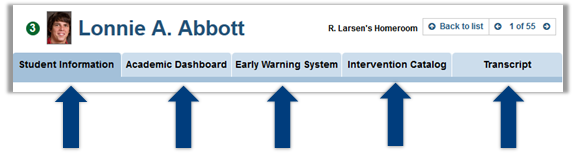 3 Lonnie A. Abbott R. Larsen's Homeroom Back to list 1 of 55
Student Information Academic Dashboard Early Warning System Intervention Catalog Transcript